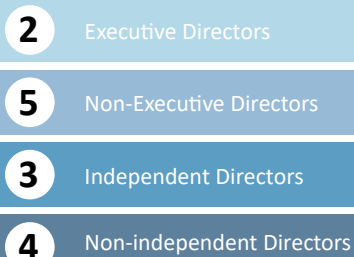 2 Executive Directors
5 Non-Executive Directors
3 Independent Directors
4 Non-independent Directors